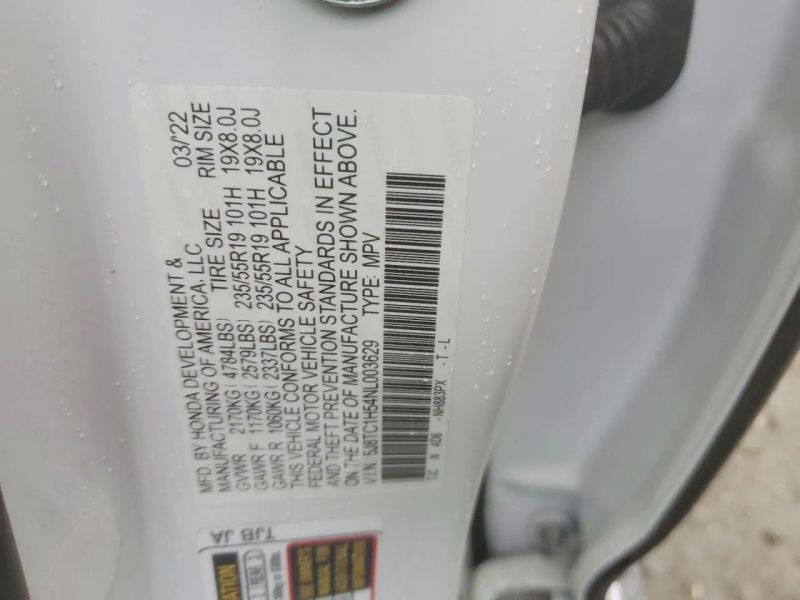 MFD. BY HONDA DEVELOPMENT &
MANUFACTURING OF AMERICA, LLC 03/'22
TIRE SIZE RIM SIZE
GVWR 2170KG(4784LBS)
GAWR F 1170KG(2579LBS) 235/55R19 101H 19X8.0J
GAWR R 1060KG(2337LBS) 235/55R19 101H 19X8.0J
THIS VEHICLE CONFORMS TO ALL APPLICABLE
FEDERAL MOTOR VEHICLE SAFETY
AND THEFT PREVENTION STANDARDS IN EFFECT
ON THE DATE OF MANUFACTURE SHOWN ABOVE.
V.I.N: 5J8TC1H54NL003629 TYPE: MPV
NH883PX -T-L
TJB JA